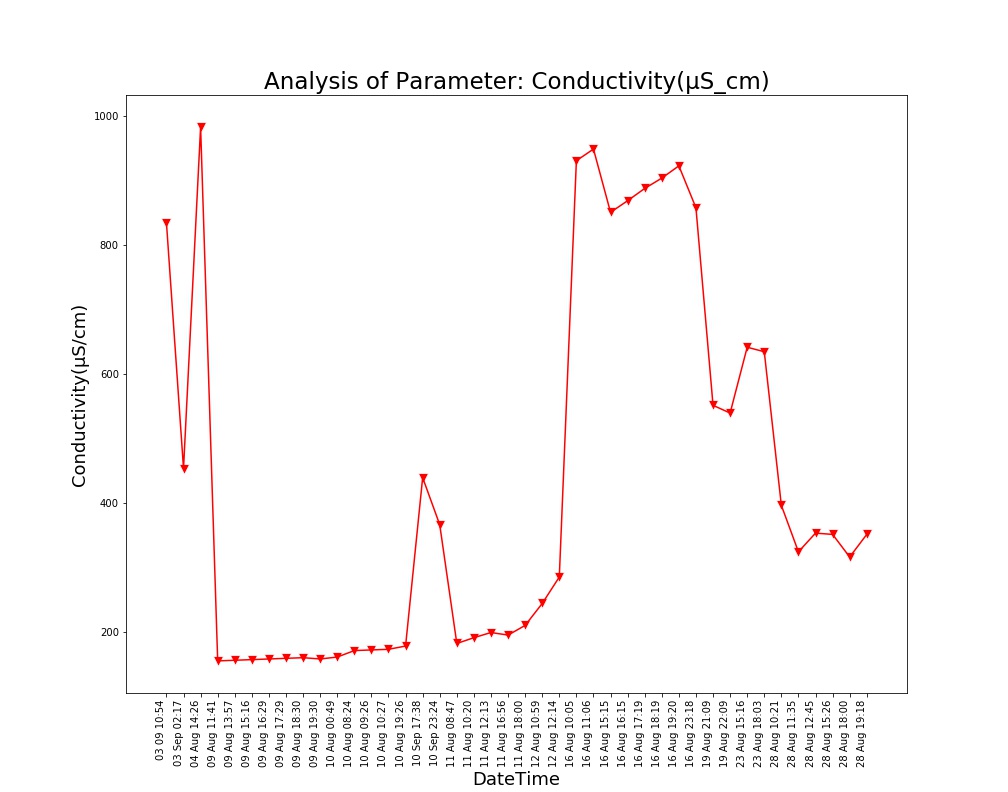 Analysis of Parameter: Conductivity(µS_cm)
1000
800
600
400
200
Conductivity(µS/cm)
03 09 10:54
03 Sep 02:17
04 Aug 14:26
09 Aug 11:41
09 Aug 13:57
09 Aug 15:16
09 Aug 16:29
09 Aug 17:29
09 Aug 18:30
09 Aug 19:30
10 Aug 00:49
10 Aug 08:24
10 Aug 09:26
10 Aug 10:27
10 Aug 19:26
10 Sep 17:38
10 Sep 23:24
11 Aug 08:47
11 Aug 10:20
11 Aug 12:13
11 Aug 16:56
11 Aug 18:00
12 Aug 10:59
12 Aug 12:14
16 Aug 10:05
16 Aug 11:06
16 Aug 15:15
16 Aug 16:15
16 Aug 17:19
16 Aug 18:19
16 Aug 19:20
16 Aug 23:18
19 Aug 21:09
19 Aug 22:09
23 Aug 15:16
23 Aug 18:03
28 Aug 10:21
28 Aug 11:35
28 Aug 12:45
28 Aug 15:26
28 Aug 18:00
28 Aug 19:18
DateTime